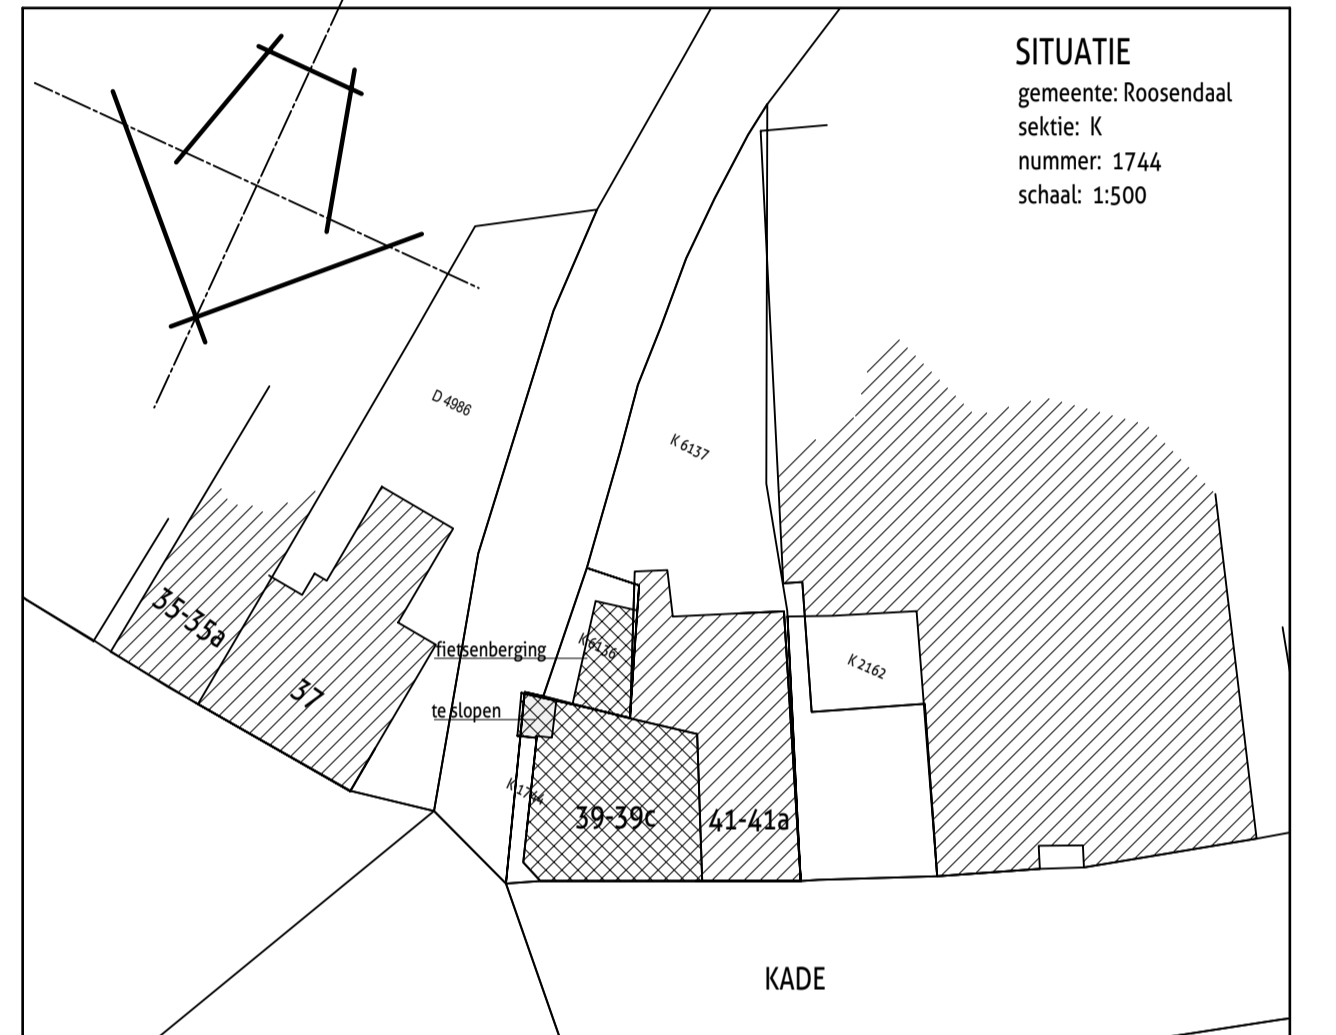 SITUATIE
gemeente: Roosendaal
sektie: K
nummer: 1744
schaal: 1:500
D 4986
K 6137
35-35a
37
fietsenberging
K 6136
K 2162
te slopen
K 1744
39-39c
41-41a
KADE